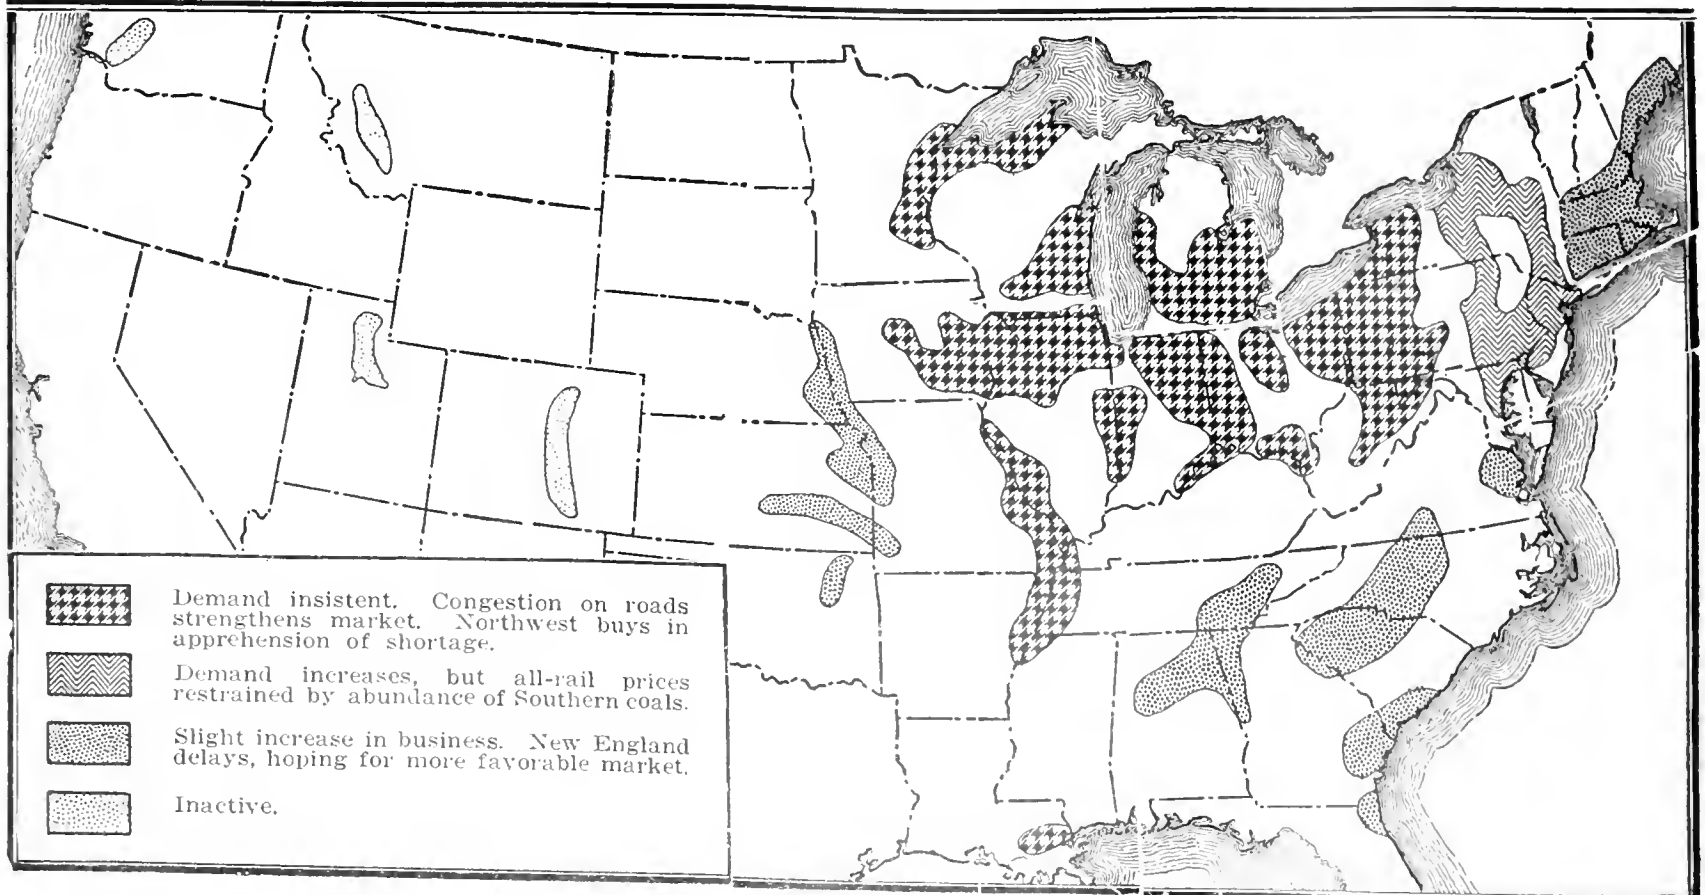 Demand insistent. Congestion on roads
strengthens market. Northwest buys in
apprehension of shortage.
Demand increases, but all-rail prices
restrained by abundance of Southern coals.
Slight increase in business. New England
delays, hoping for more favorable market.
Inactive.